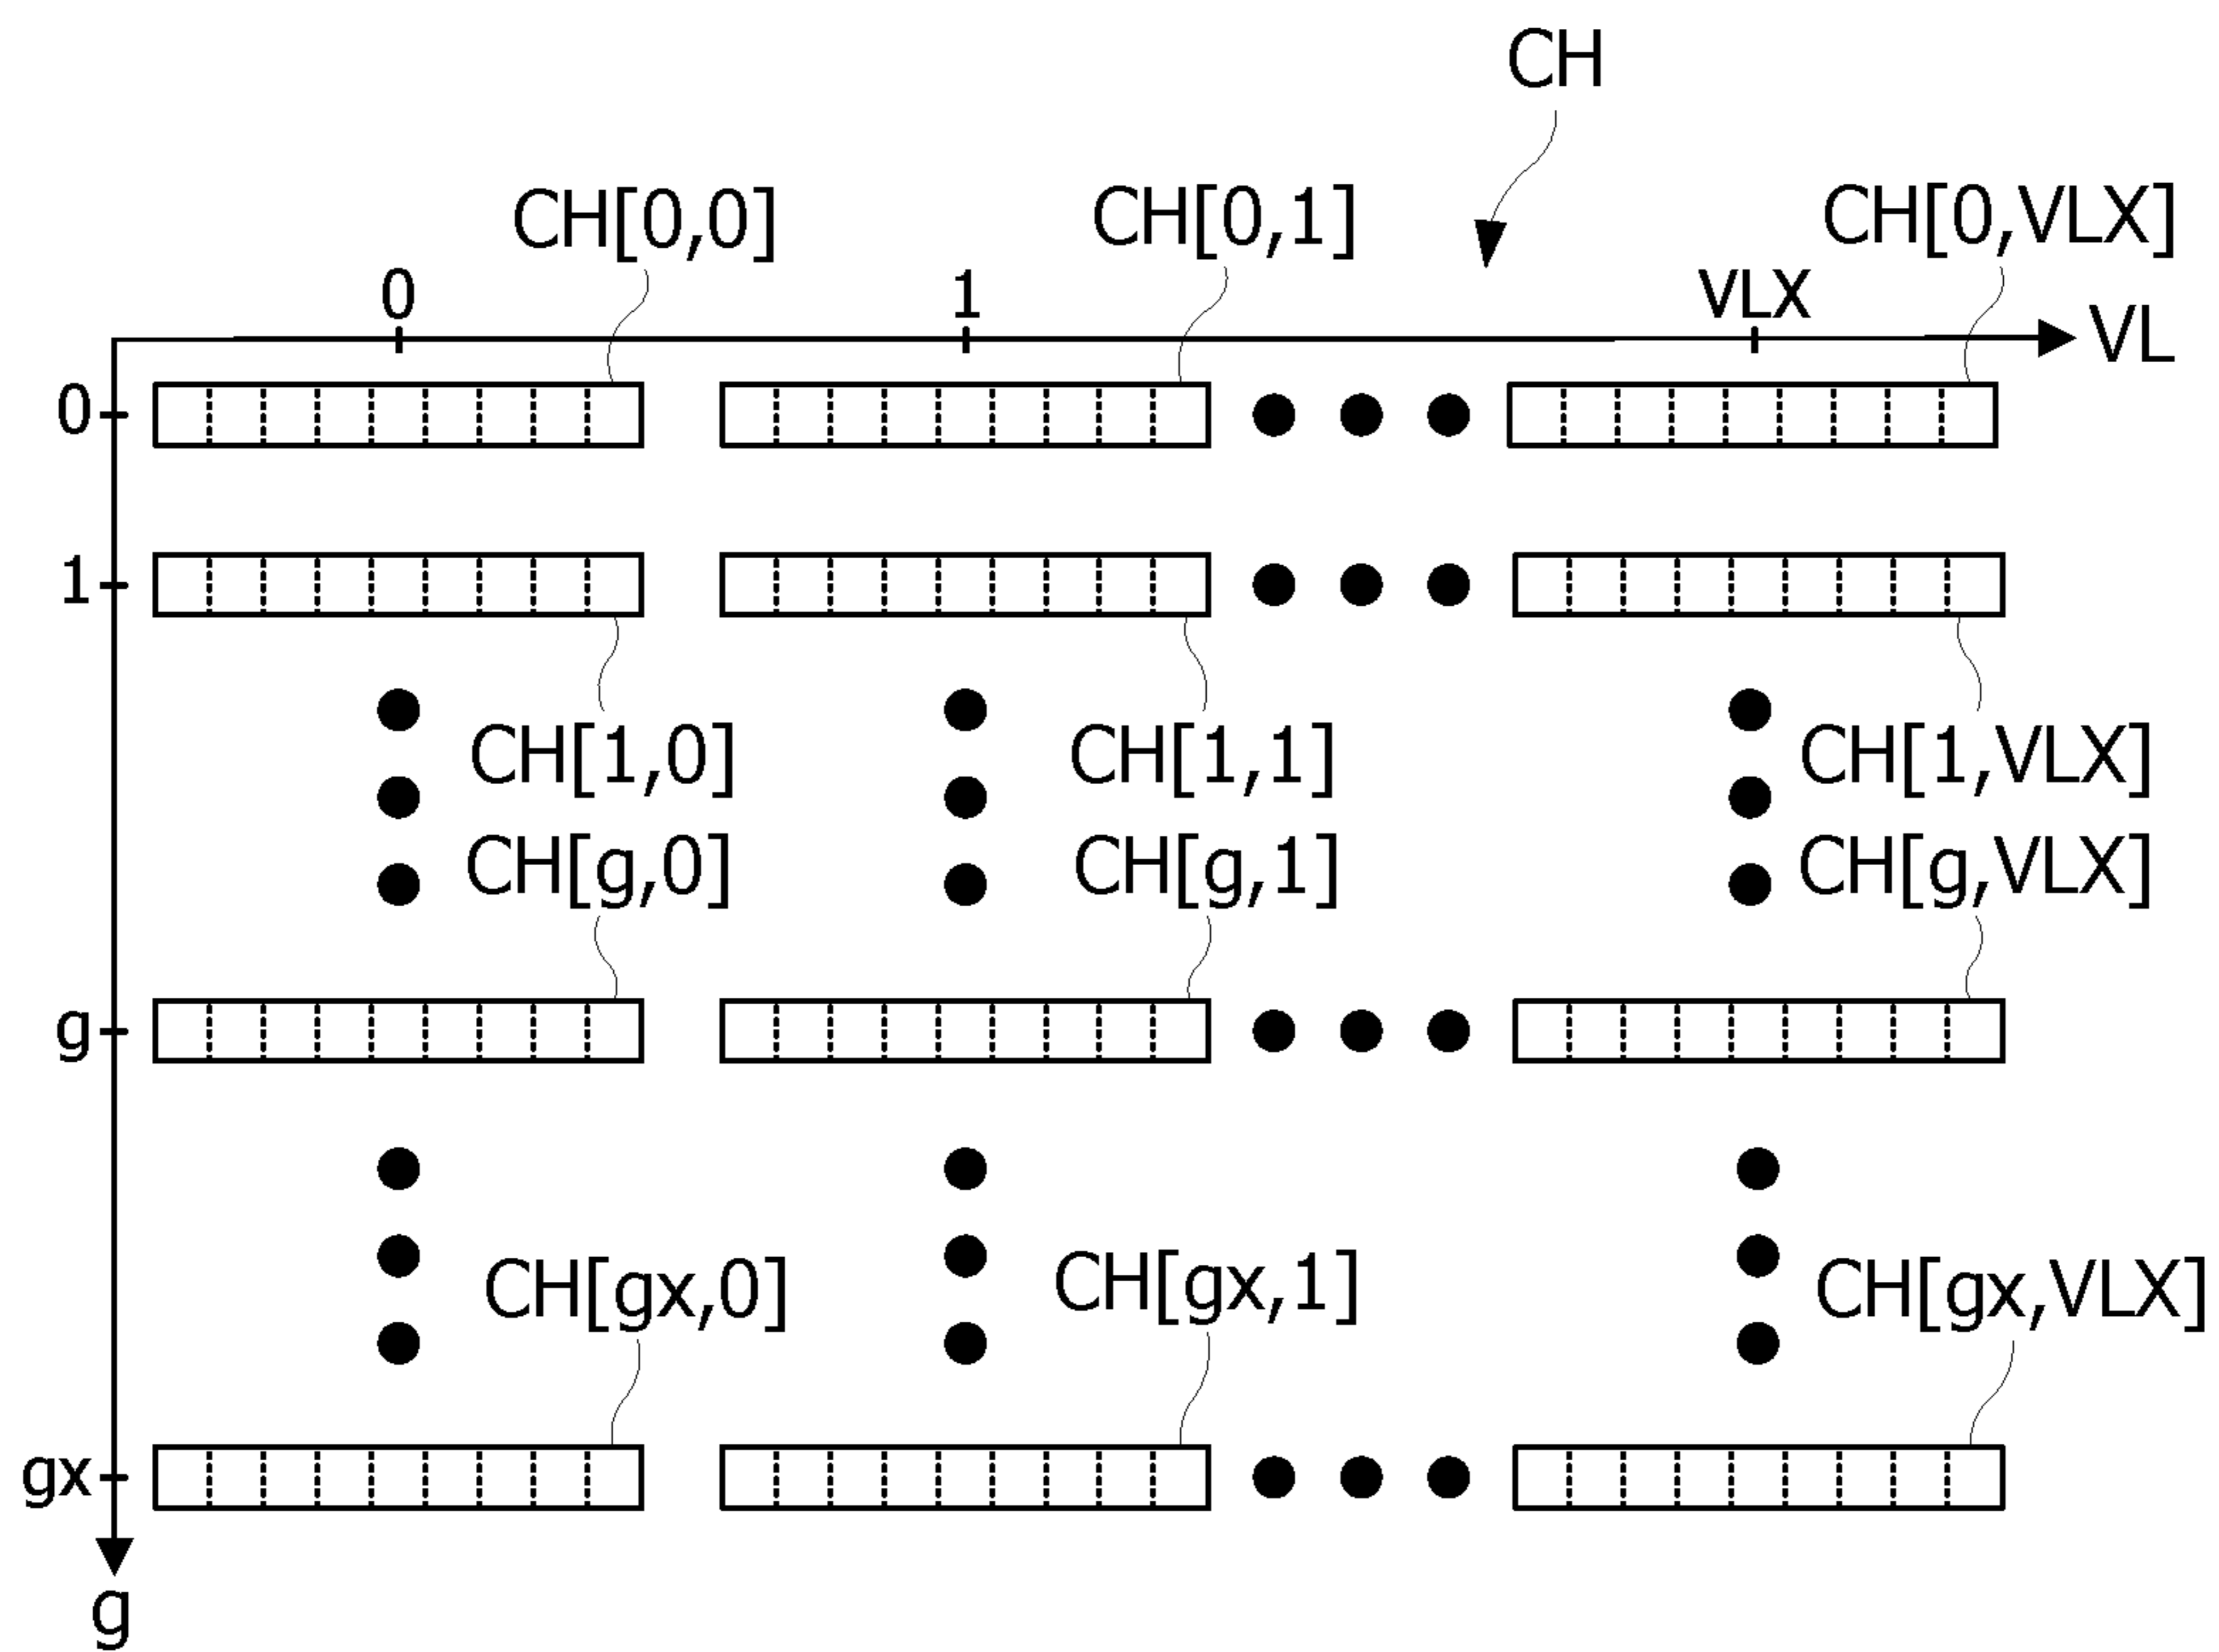 CH
CH[0,0] CH[0,1] CH[0,VLX]
0 1 VLX
VL
0
1
CH[1,0] CH[1,1] CH[1,VLX]
CH[g,0] CH[g,1] CH[g,VLX]
g
CH[gx,0] CH[gx,1] CH[gx,VLX]
gx
g